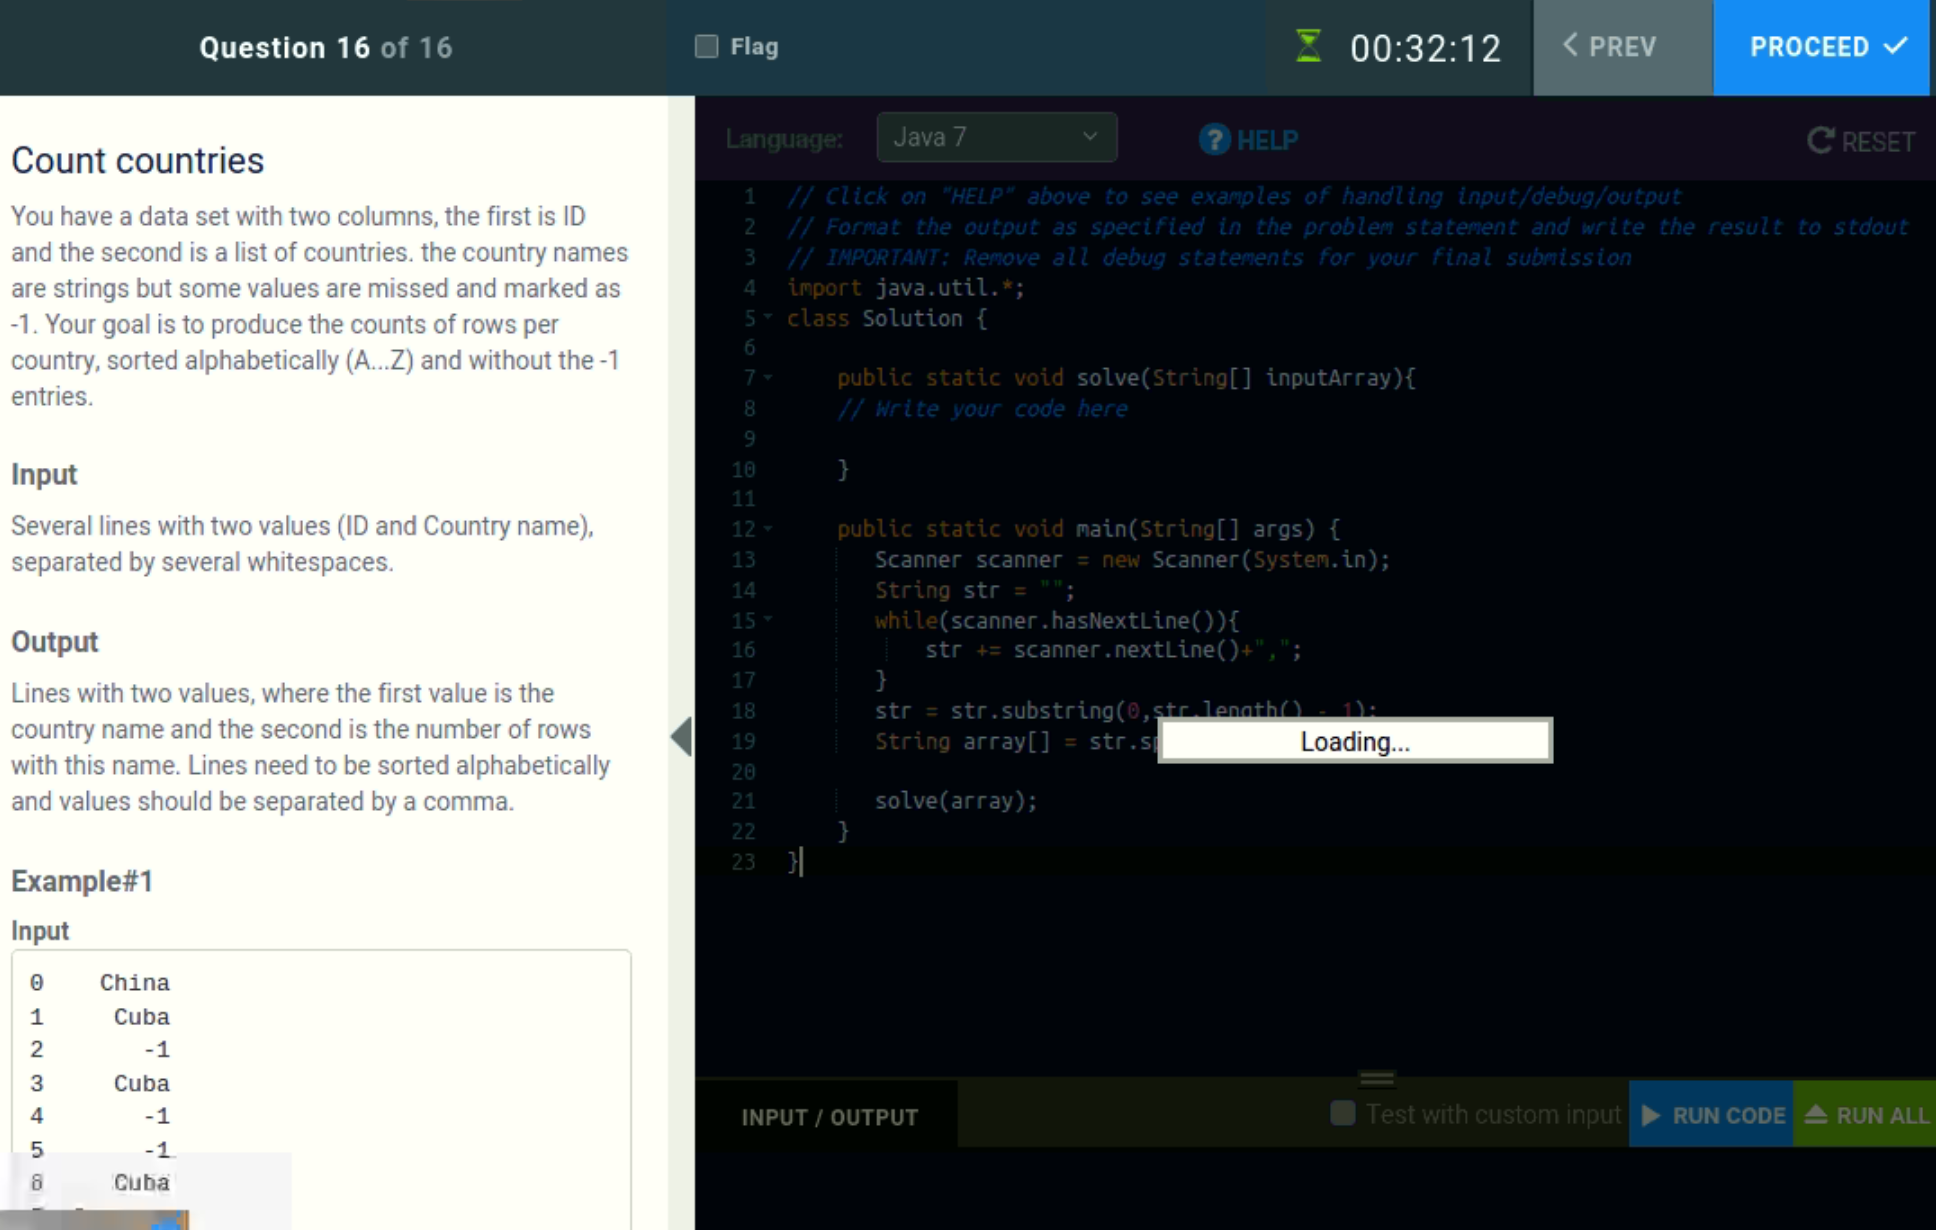 Question 16 of 16
Flag
00:32:12
PREV
PROCEED
Count countries
You have a data set with two columns, the first is ID
and the second is a list of countries. the country names
are strings but some values are missed and marked as
-1. Your goal is to produce the counts of rows per
country, sorted alphabetically (A...Z) and without the -1
entries.
Input
Several lines with two values (ID and Country name),
separated by several whitespaces.
Output
Lines with two values, where the first value is the
country name and the second is the number of rows
with this name. Lines need to be sorted alphabetically
and values should be separated by a comma.
Example#1
Input
0 China
1 Cuba
2 -1
3 Cuba
4 -1
5 -1
Cuba
Language:
Java 7
? HELP
RESET
1 // Click on "HELP" above to see examples of handling input/debug/output
2 // Format the output as specified in the problem statement and write the result to stdout
3 // IMPORTANT: Remove all debug statements for your final submission
4 import java.util.*;
5 class Solution {
6
7 public static void solve(String[] inputArray){
8 // Write your code here
9
10 }
11
12 public static void main(String[] args) {
13 Scanner scanner = new Scanner(System.in);
14 String str = "";
15 while(scanner.hasNextLine()){
16 str += scanner.nextLine()+",";
17 }
18 str = str.substring(0,str.length() - 1);
19 String array[] = str.sp
Loading...
20
21 solve(array);
22 }
23 }
INPUT / OUTPUT
Test with custom input
RUN CODE
RUN ALL